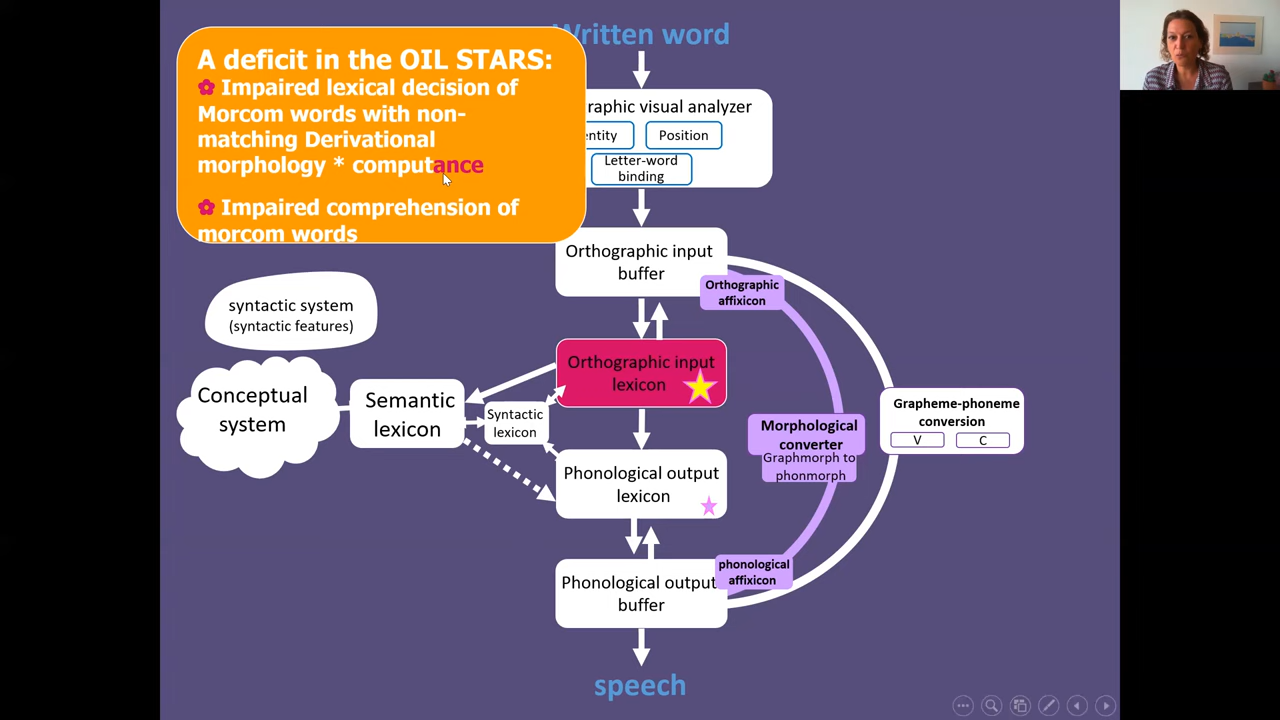 Written word
A deficit in the OIL STARS:
Impaired lexical decision of
Morcom words with non-
matching Derivational
morphology * computance
Impaired comprehension of
morcom words
graphic visual analyzer
entity
Position
Letter-word
binding
Orthographic input
buffer
Orthographic
affixicon
syntactic system
(syntactic features)
Orthographic input
lexicon
Conceptual
system
Semantic
lexicon
Syntactic
lexicon
Grapheme-phoneme
conversion
V
C
Morphological
converter
Graphmorph to
phonmorph
Phonological output
lexicon
phonological
affixicon
Phonological output
buffer
speech